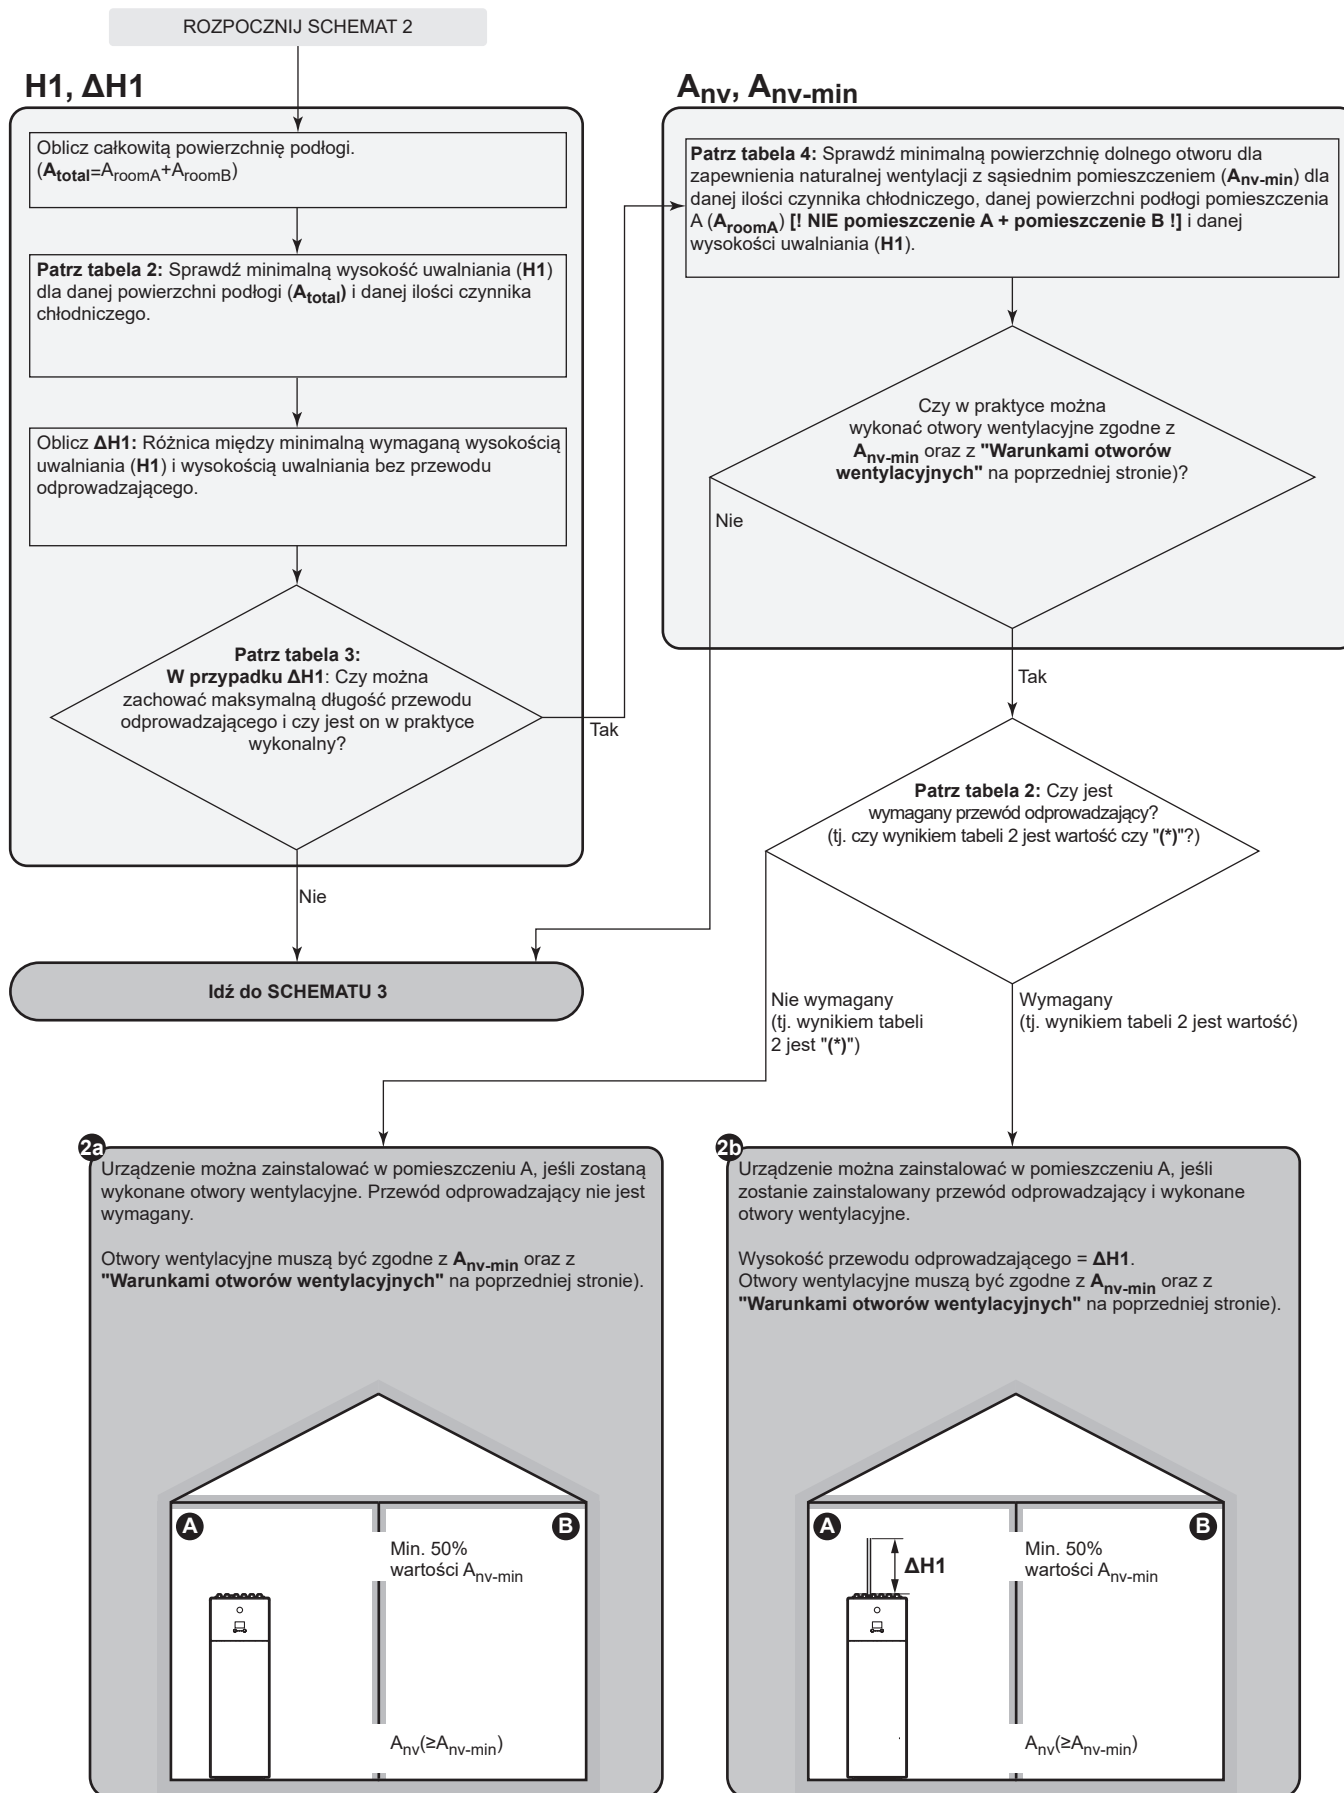 ROZPOCZNIJ SCHEMAT 2
H1, ΔH1
Oblicz całkowitą powierzchnię podłogi.
(Atotal=AroomA+AroomB)
Patrz tabela 2: Sprawdź minimalną wysokość uwalniania (H1)
dla danej powierzchni podłogi (Atotal) i danej ilości czynnika
chłodniczego.
Oblicz ΔH1: Różnica między minimalną wymaganą wysokością
uwalniania (H1) i wysokością uwalniania bez przewodu
odprowadzającego.
Patrz tabela 3:
W przypadku ΔH1: Czy można
zachować maksymalną długość przewodu
odprowadzającego i czy jest on w praktyce
wykonalny?
Tak
Nie
Idź do SCHEMATU 3
Anv, Anv-min
Patrz tabela 4: Sprawdź minimalną powierzchnię dolnego otworu dla
zapewnienia naturalnej wentylacji z sąsiednim pomieszczeniem (Anv-min) dla
danej ilości czynnika chłodniczego, danej powierzchni podłogi pomieszczenia
A (AroomA) [! NIE pomieszczenie A + pomieszczenie B !] i danej
wysokości uwalniania (H1).
Czy w praktyce można
wykonać otwory wentylacyjne zgodne z
Anv-min oraz z "Warunkami otworów
wentylacyjnych" na poprzedniej stronie)?
Nie
Tak
Patrz tabela 2: Czy jest
wymagany przewód odprowadzający?
(tj. czy wynikiem tabeli 2 jest wartość czy "(*)"?)
Nie wymagany
(tj. wynikiem tabeli
2 jest "(*)")
Wymagany
(tj. wynikiem tabeli 2 jest wartość)
2a
Urządzenie można zainstalować w pomieszczeniu A, jeśli zostaną
wykonane otwory wentylacyjne. Przewód odprowadzający nie jest
wymagany.
Otwory wentylacyjne muszą być zgodne z Anv-min oraz z
"Warunkami otworów wentylacyjnych" na poprzedniej stronie).
A
B
Min. 50%
wartości Anv-min
Anv(≥Anv-min)
2b
Urządzenie można zainstalować w pomieszczeniu A, jeśli
zostanie zainstalowany przewód odprowadzający i wykonane
otwory wentylacyjne.
Wysokość przewodu odprowadzającego = ΔH1.
Otwory wentylacyjne muszą być zgodne z Anv-min oraz z
"Warunkami otworów wentylacyjnych" na poprzedniej stronie).
A
B
ΔH1
Min. 50%
wartości Anv-min
Anv(≥Anv-min)